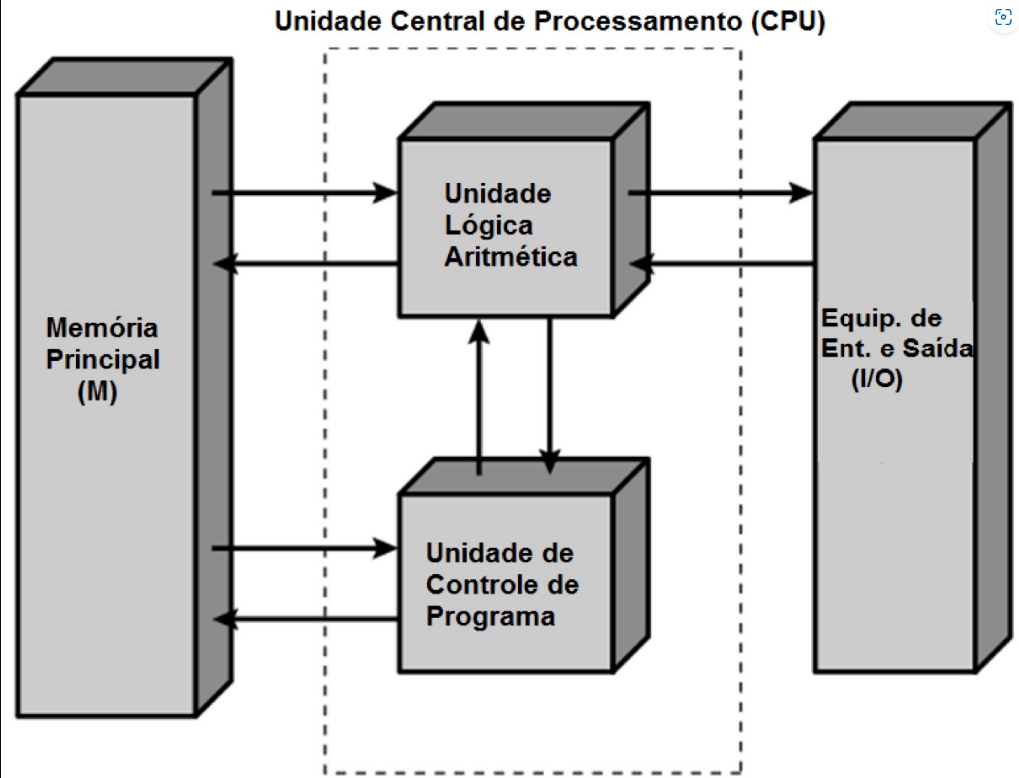 Unidade Central de Processamento (CPU)
Memória
Principal
(M)
Unidade
Lógica
Aritmética
Equip. de
Ent. e Saída
(I/O)
Unidade de
Controle de
Programa